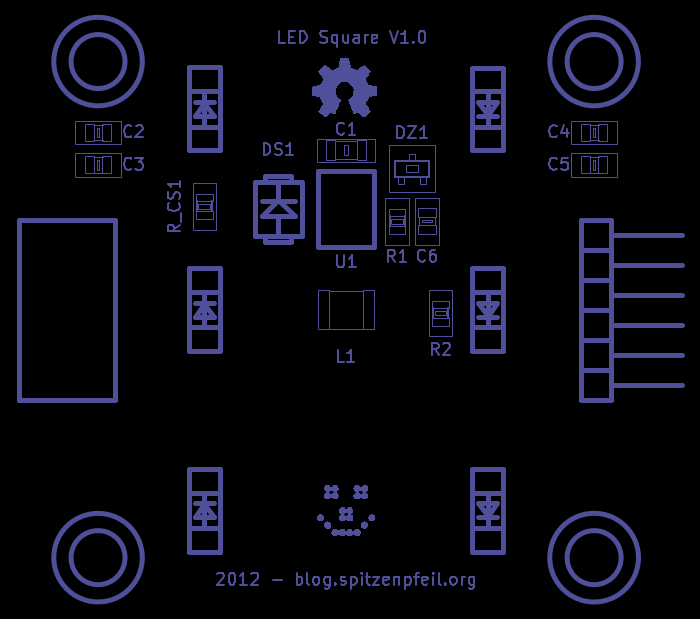 LED Square V1.0
C1
DZ1
C2
C4
DS1
C3
C5
R_CS1
U1
R1
C6
L1
R2
2012 – blog.spitzenpfeil.org